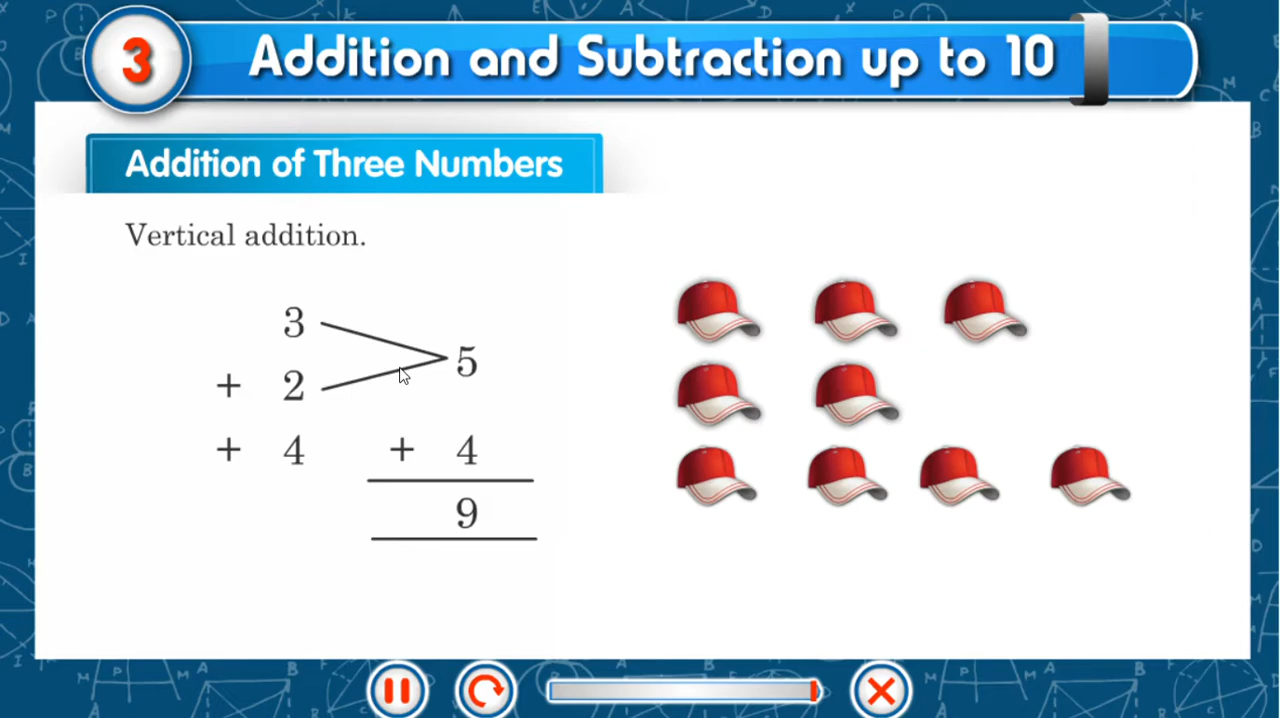 3
Addition and Subtraction up to 10
Addition of Three Numbers
Vertical addition.
3
5
+ 2
+ 4 + 4
9